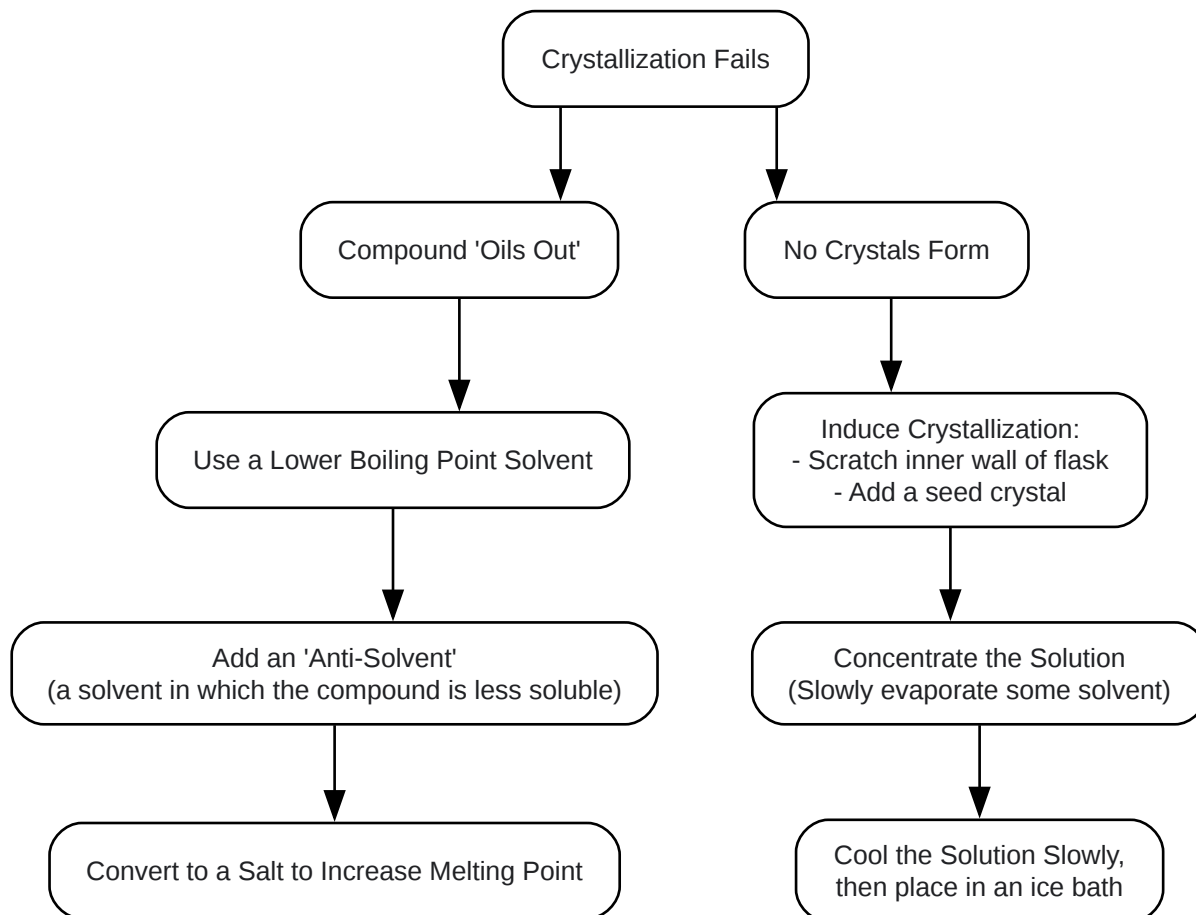 Crystallization Fails
Compound 'Oils Out'
No Crystals Form
Use a Lower Boiling Point Solvent
Induce Crystallization:
- Scratch inner wall of flask
- Add a seed crystal
Add an 'Anti-Solvent'
(a solvent in which the compound is less soluble)
Concentrate the Solution
(Slowly evaporate some solvent)
Convert to a Salt to Increase Melting Point
Cool the Solution Slowly,
then place in an ice bath